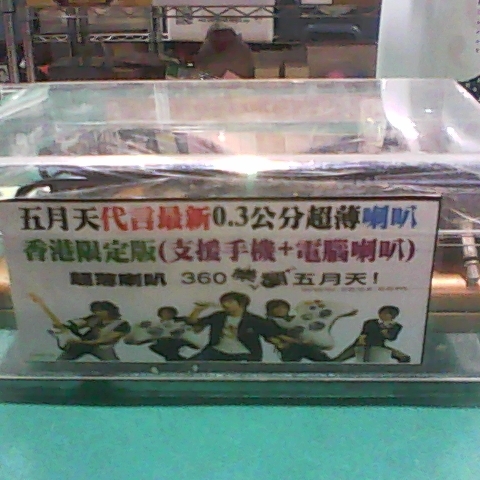 五月天代言最新0.3公分超薄喇叭
香港限定版(支援手機+電腦喇叭)
超薄喇叭 360 樂 五月天!